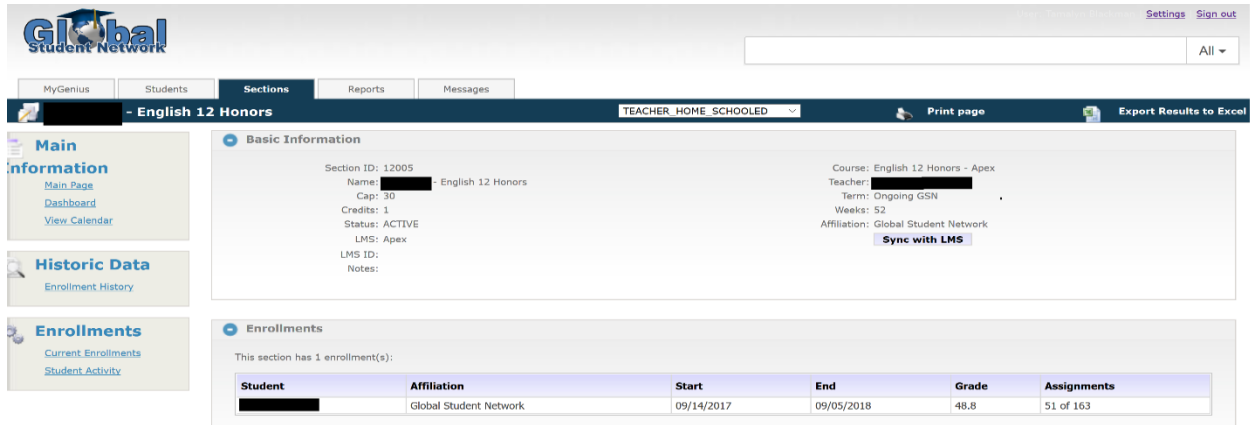 Settings Sign out
Global
Student Network
All
MyGenius Students Sections Reports Messages
- English 12 Honors TEACHER_HOME_SCHOOLED Print page Export Results to Excel
Main
Information
Main Page
Dashboard
View Calendar
Historic Data
Enrollment History
Enrollments
Current Enrollments
Student Activity
Basic Information
Section ID: 12005
Name: - English 12 Honors
Cap: 30
Credits: 1
Status: ACTIVE
LMS: Apex
LMS ID:
Notes:
Course: English 12 Honors - Apex
Teacher:
Term: Ongoing GSN
Weeks: 52
Affiliation: Global Student Network
Sync with LMS
Enrollments
This section has 1 enrollment(s):
Student Affiliation Start End Grade Assignments
Global Student Network 09/14/2017 09/05/2018 48.8 51 of 163